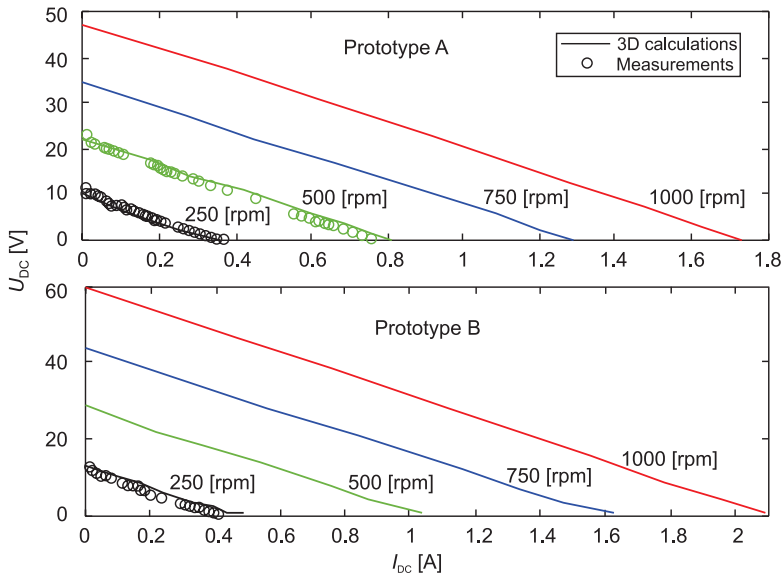 50
40
30
20
10
0
Prototype A
3D calculations
Measurements
250 [rpm]
500 [rpm]
750 [rpm]
1000 [rpm]
0 0.2 0.4 0.6 0.8 1 1.2 1.4 1.6 1.8
U_DC [V]
60
40
20
0
Prototype B
250 [rpm]
500 [rpm]
750 [rpm]
1000 [rpm]
0 0.2 0.4 0.6 0.8 1 1.2 1.4 1.6 1.8 2
I_DC [A]